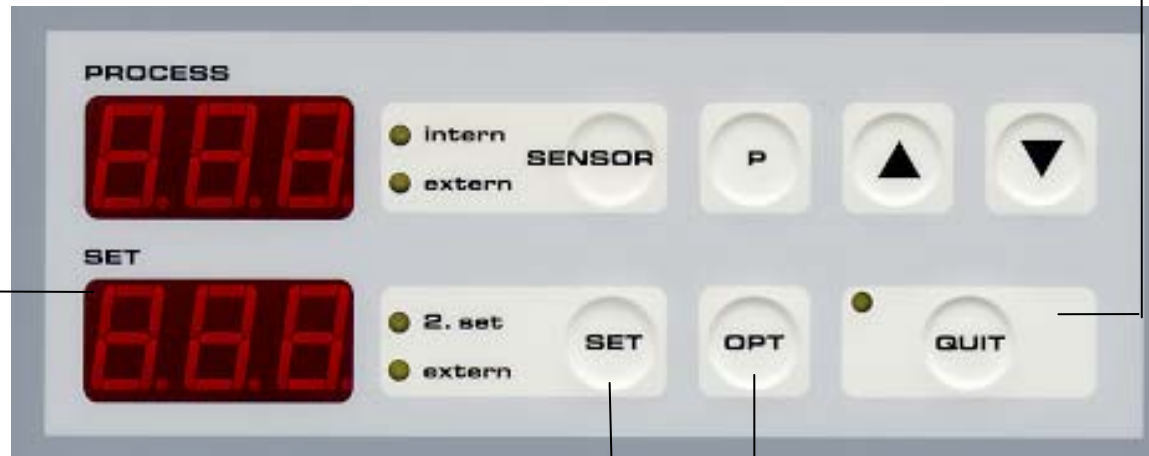 PROCESS
intern
SENSOR
extern
P
SET
2. set
SET
extern
OPT
QUIT